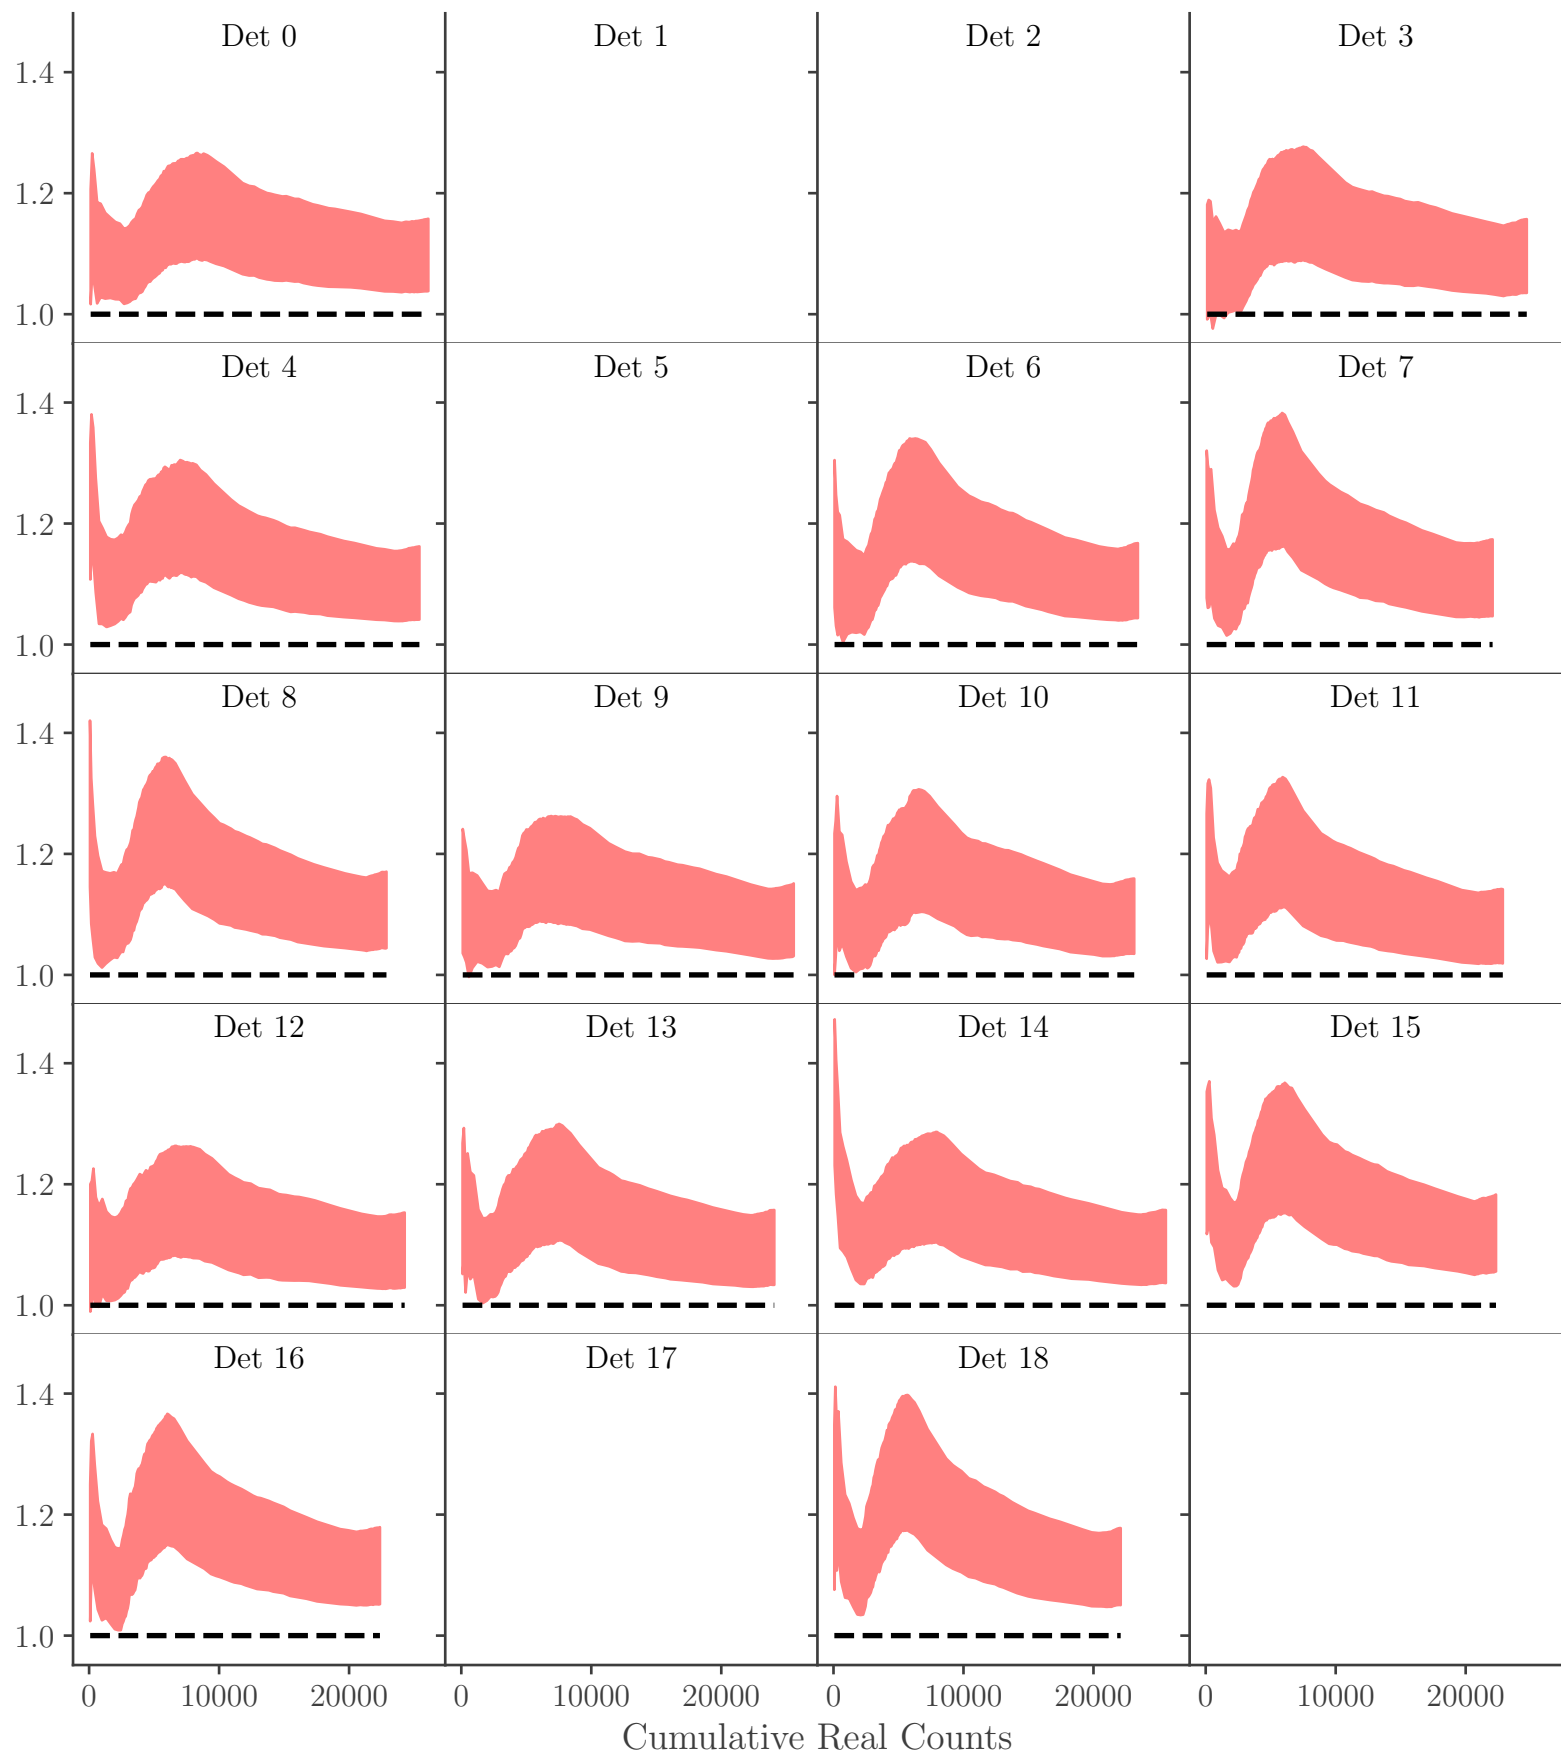 Det 0 Det 1 Det 2 Det 3
1.4
1.2
1.0
Det 4 Det 5 Det 6 Det 7
1.4
1.2
1.0
Det 8 Det 9 Det 10 Det 11
1.4
1.2
1.0
Det 12 Det 13 Det 14 Det 15
1.4
1.2
1.0
Det 16 Det 17 Det 18
1.4
1.2
1.0
0 10000 20000 0 10000 20000 0 10000 20000 0 10000 20000
Cumulative Real Counts